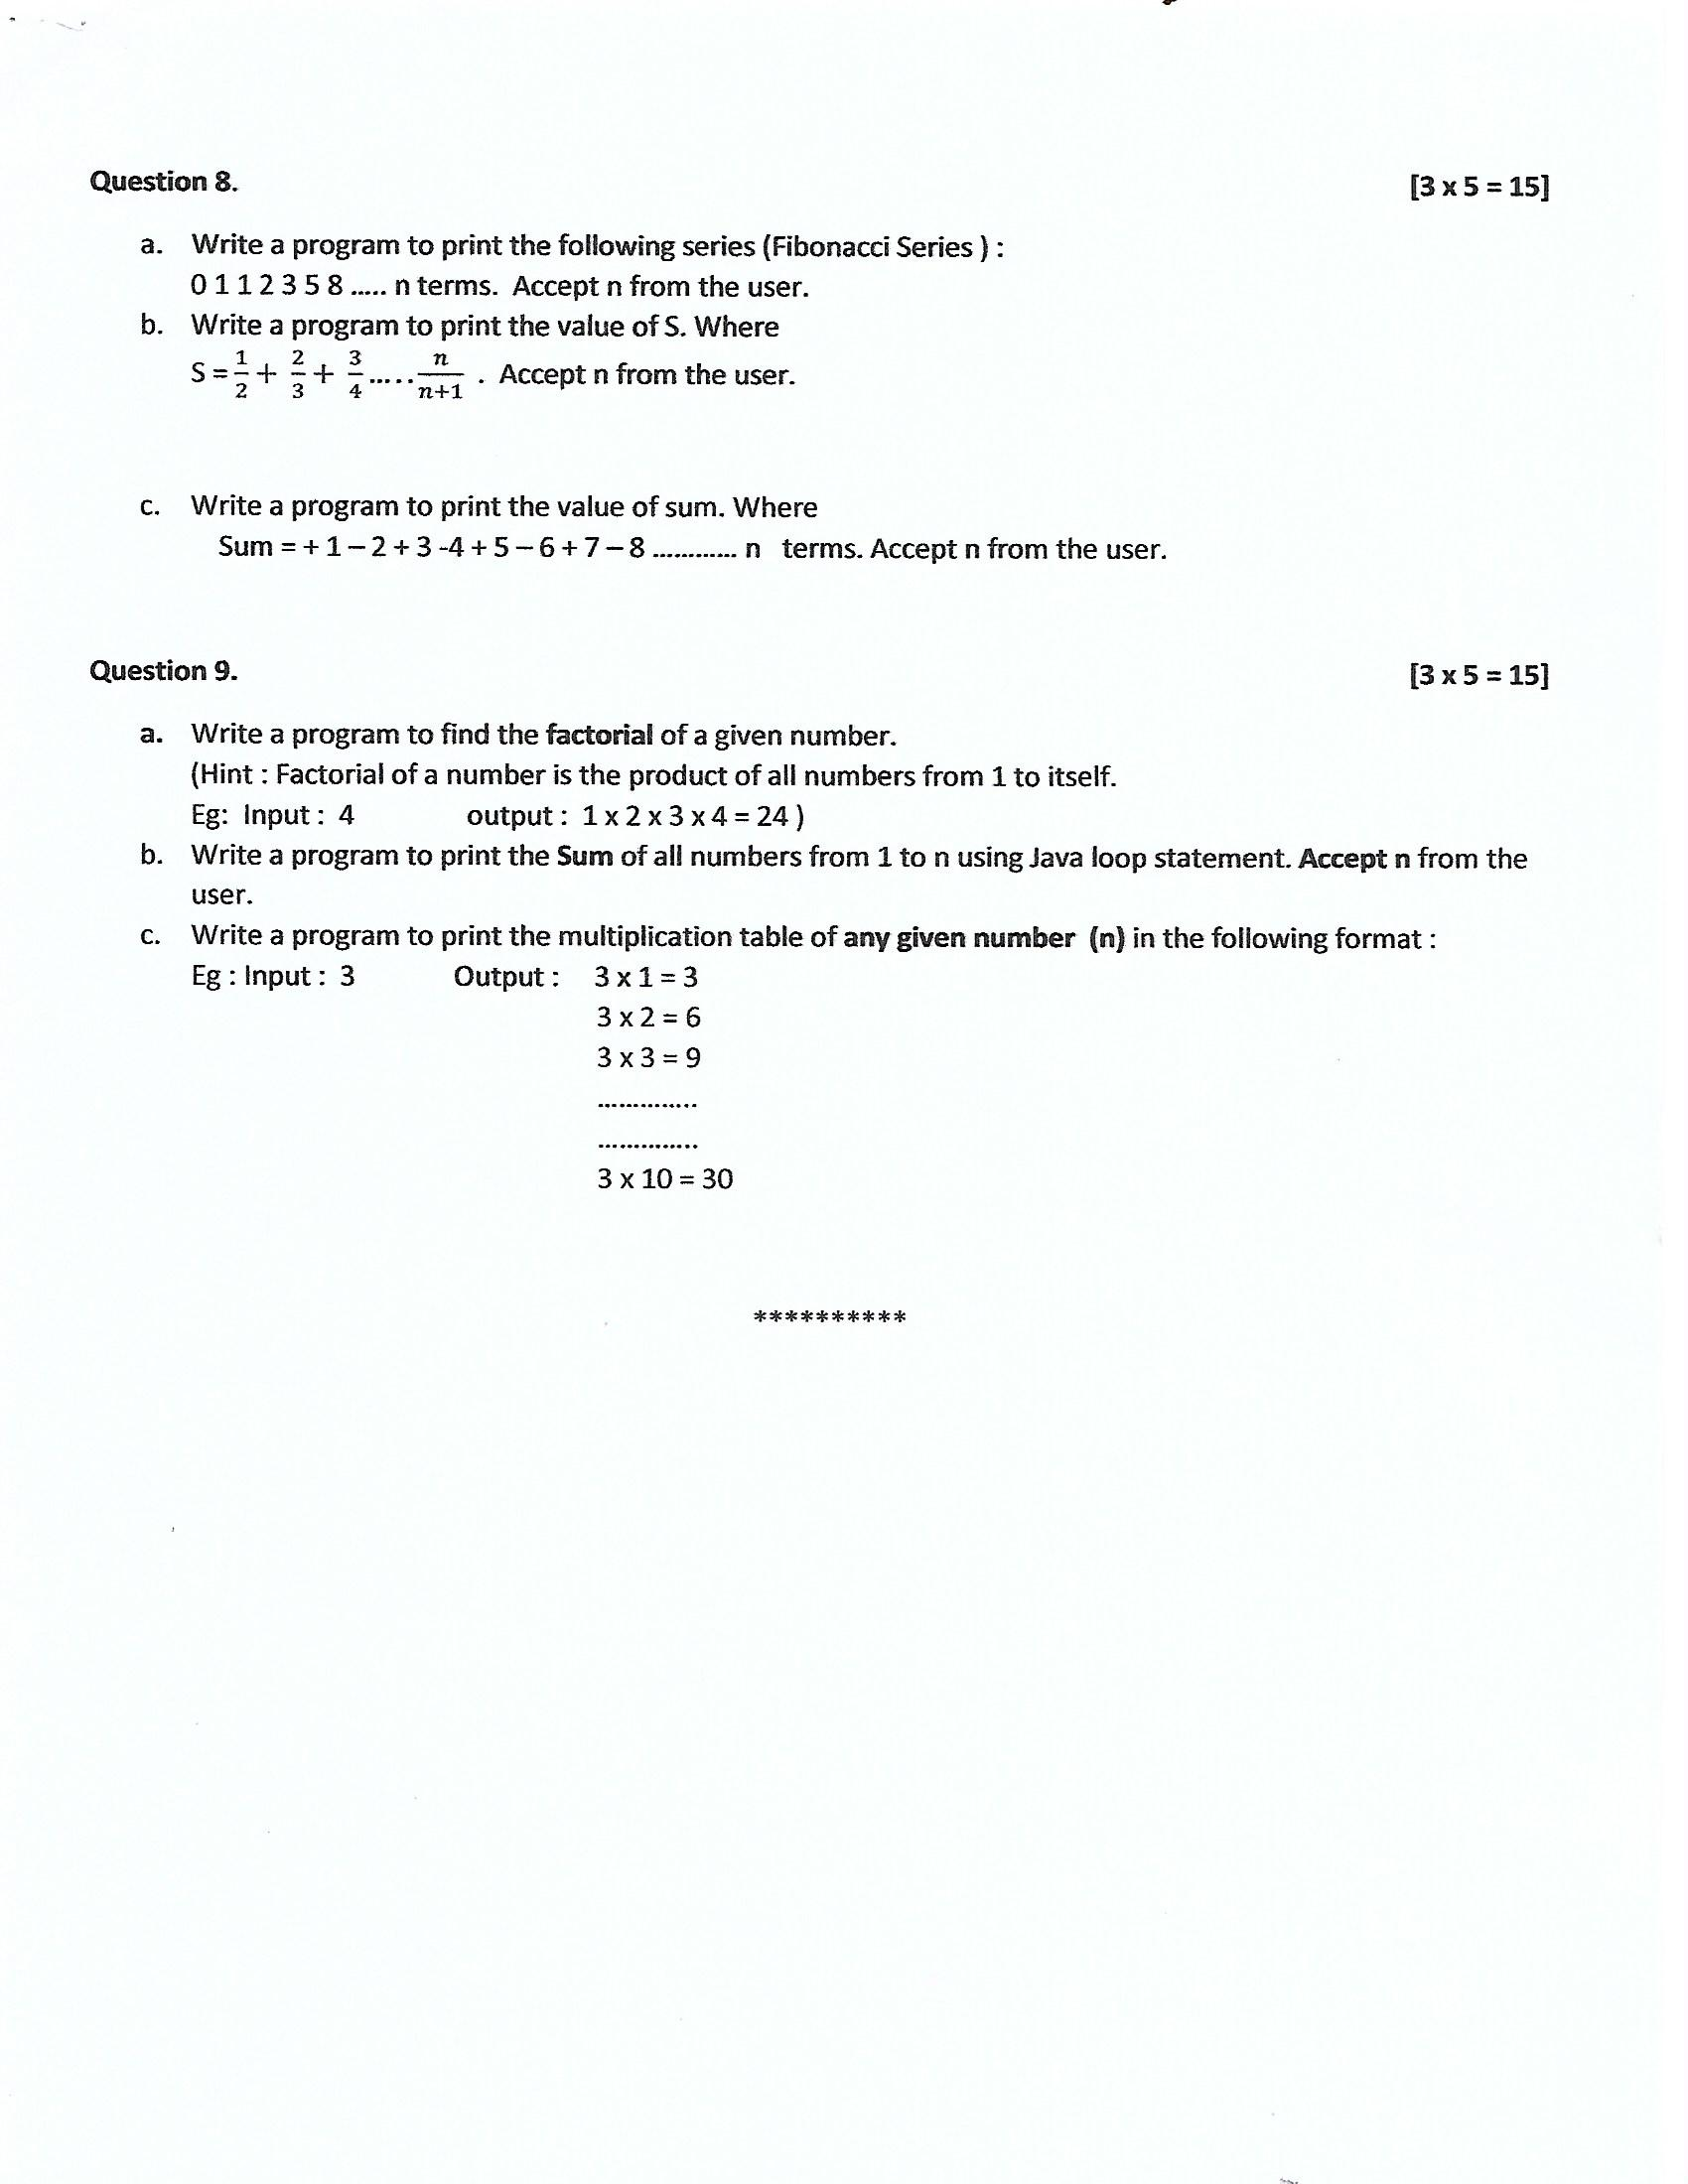 Question 8. [3 x 5 = 15]
a. Write a program to print the following series (Fibonacci Series ) :
0 1 1 2 3 5 8 ..... n terms. Accept n from the user.
b. Write a program to print the value of S. Where
S = 1/2 + 2/3 + 3/4 ..... n/n+1 . Accept n from the user.
c. Write a program to print the value of sum. Where
Sum = + 1 – 2 + 3 -4 + 5 – 6 + 7 – 8 ............ n terms. Accept n from the user.
Question 9. [3 x 5 = 15]
a. Write a program to find the factorial of a given number.
(Hint : Factorial of a number is the product of all numbers from 1 to itself.
Eg: Input : 4 output : 1 x 2 x 3 x 4 = 24 )
b. Write a program to print the Sum of all numbers from 1 to n using Java loop statement. Accept n from the
user.
c. Write a program to print the multiplication table of any given number (n) in the following format :
Eg : Input : 3 Output : 3 x 1 = 3
3 x 2 = 6
3 x 3 = 9
..............
..............
3 x 10 = 30
**********